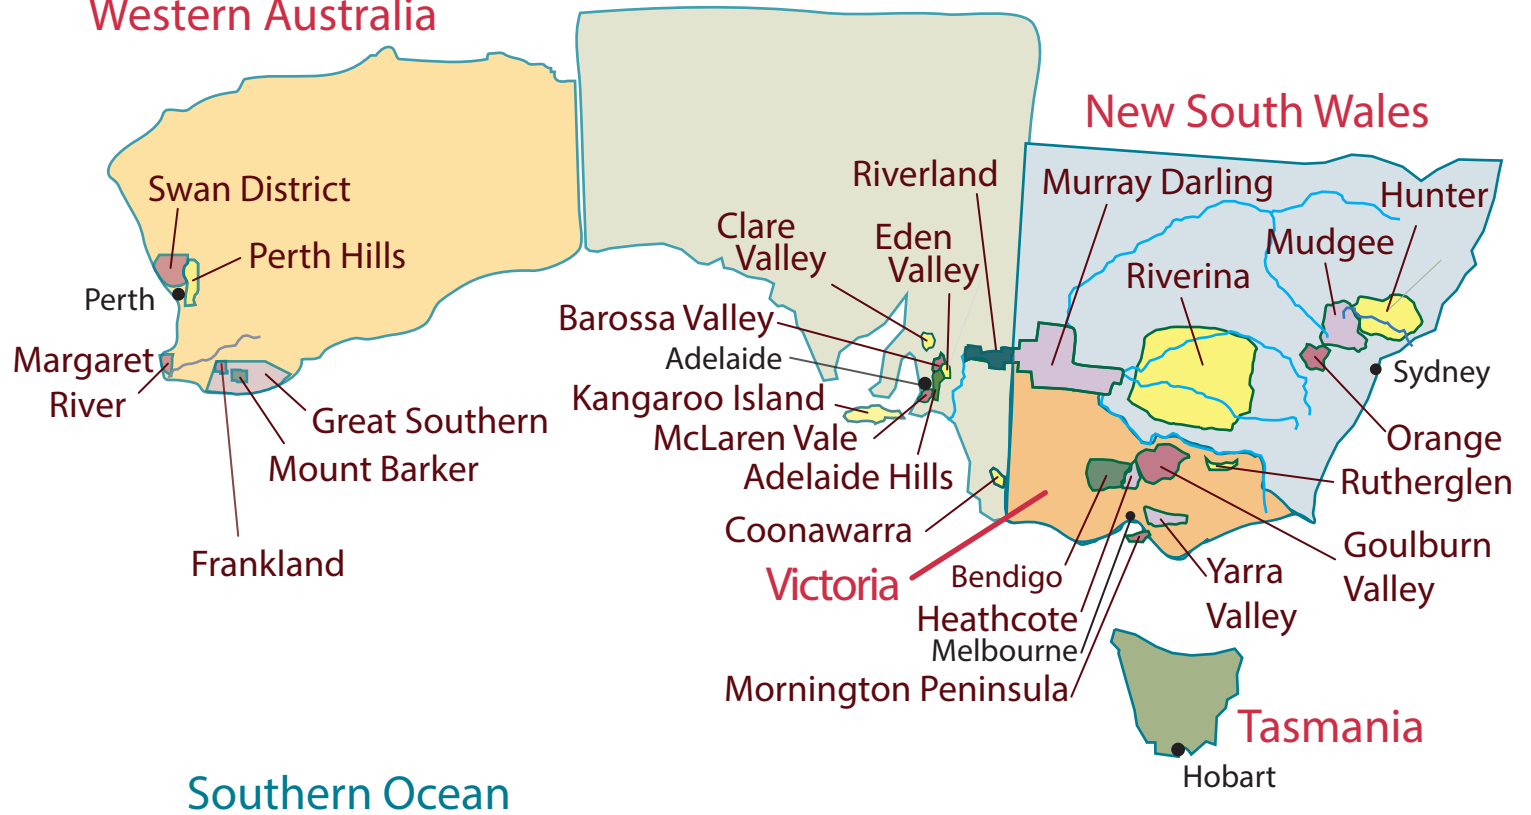 Western Australia
New South Wales
Swan District
Perth Hills
Perth
Margaret
River
Great Southern
Mount Barker
Frankland
Riverland
Murray Darling
Hunter
Clare
Valley
Eden
Valley
Mudgee
Riverina
Barossa Valley
Adelaide
Kangaroo Island
McLaren Vale
Adelaide Hills
Coonawarra
Sydney
Orange
Rutherglen
Victoria
Bendigo
Heathcote
Melbourne
Mornington Peninsula
Yarra
Valley
Goulburn
Valley
Tasmania
Hobart
Southern Ocean